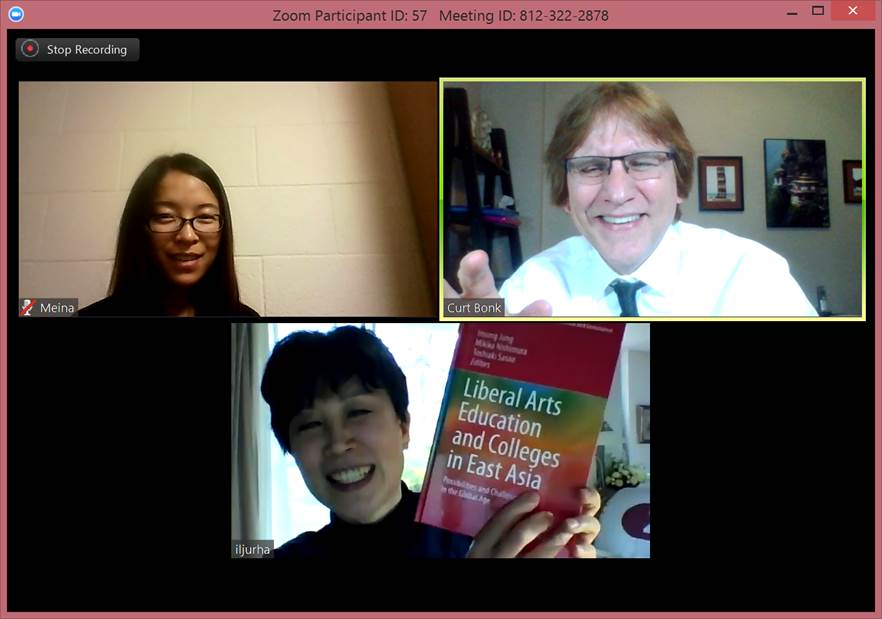 Zoom Participant ID: 57 Meeting ID: 812-322-2878
Stop Recording
Meina
Curt Bonk
Insung Jung
Mikiko Nishimura
Toshiaki Sasao
Editors
Liberal Arts
Education
and Colleges
in East Asia
Possibilities and Challenges
in the Global Age
iljurha